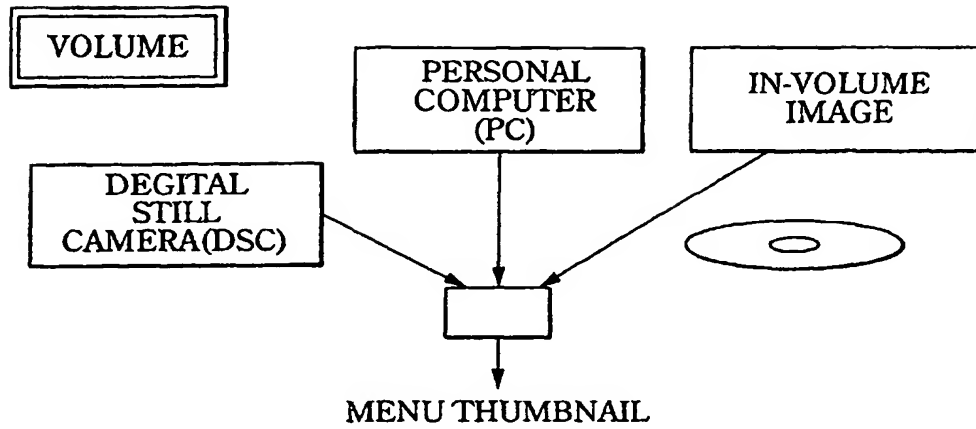 VOLUME
PERSONAL
COMPUTER
(PC)
IN-VOLUME
IMAGE
DEGITAL
STILL
CAMERA(DSC)
MENU THUMBNAIL